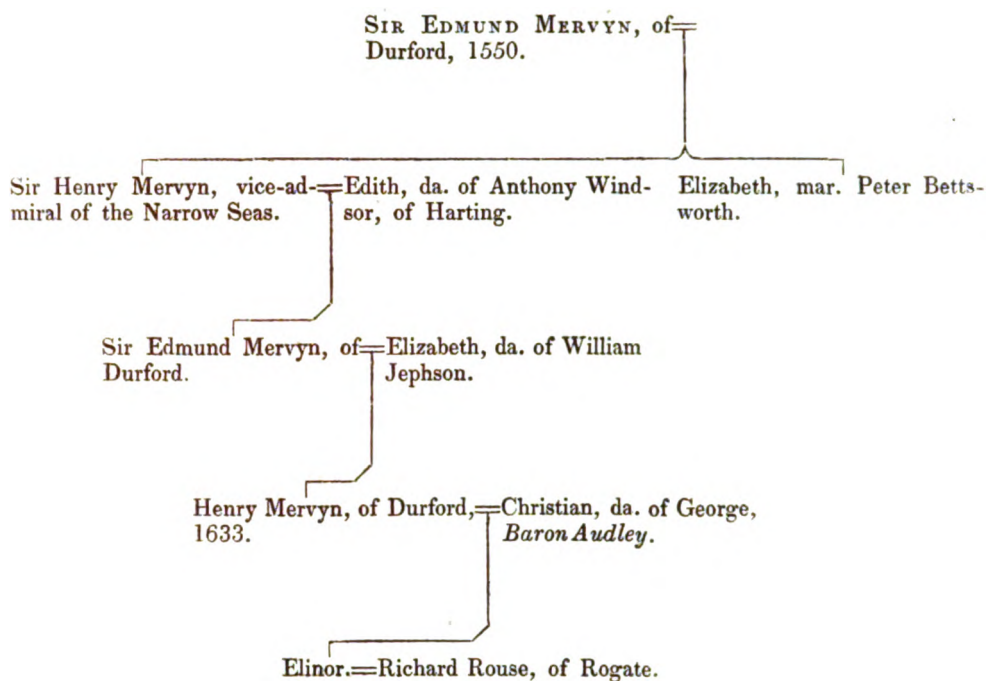 SIR EDMUND MERVYN, of=
Durford, 1550.
Sir Henry Mervyn, vice-ad-=Edith, da. of Anthony Wind-
miral of the Narrow Seas.
sor, of Harting.
Elizabeth, mar. Peter Betts-
worth.
Sir Edmund Mervyn, of=Elizabeth, da. of William
Durford.
Jephson.
Henry Mervyn, of Durford,=Christian, da. of George,
1633.
Baron Audley.
Elinor.=Richard Rouse, of Rogate.